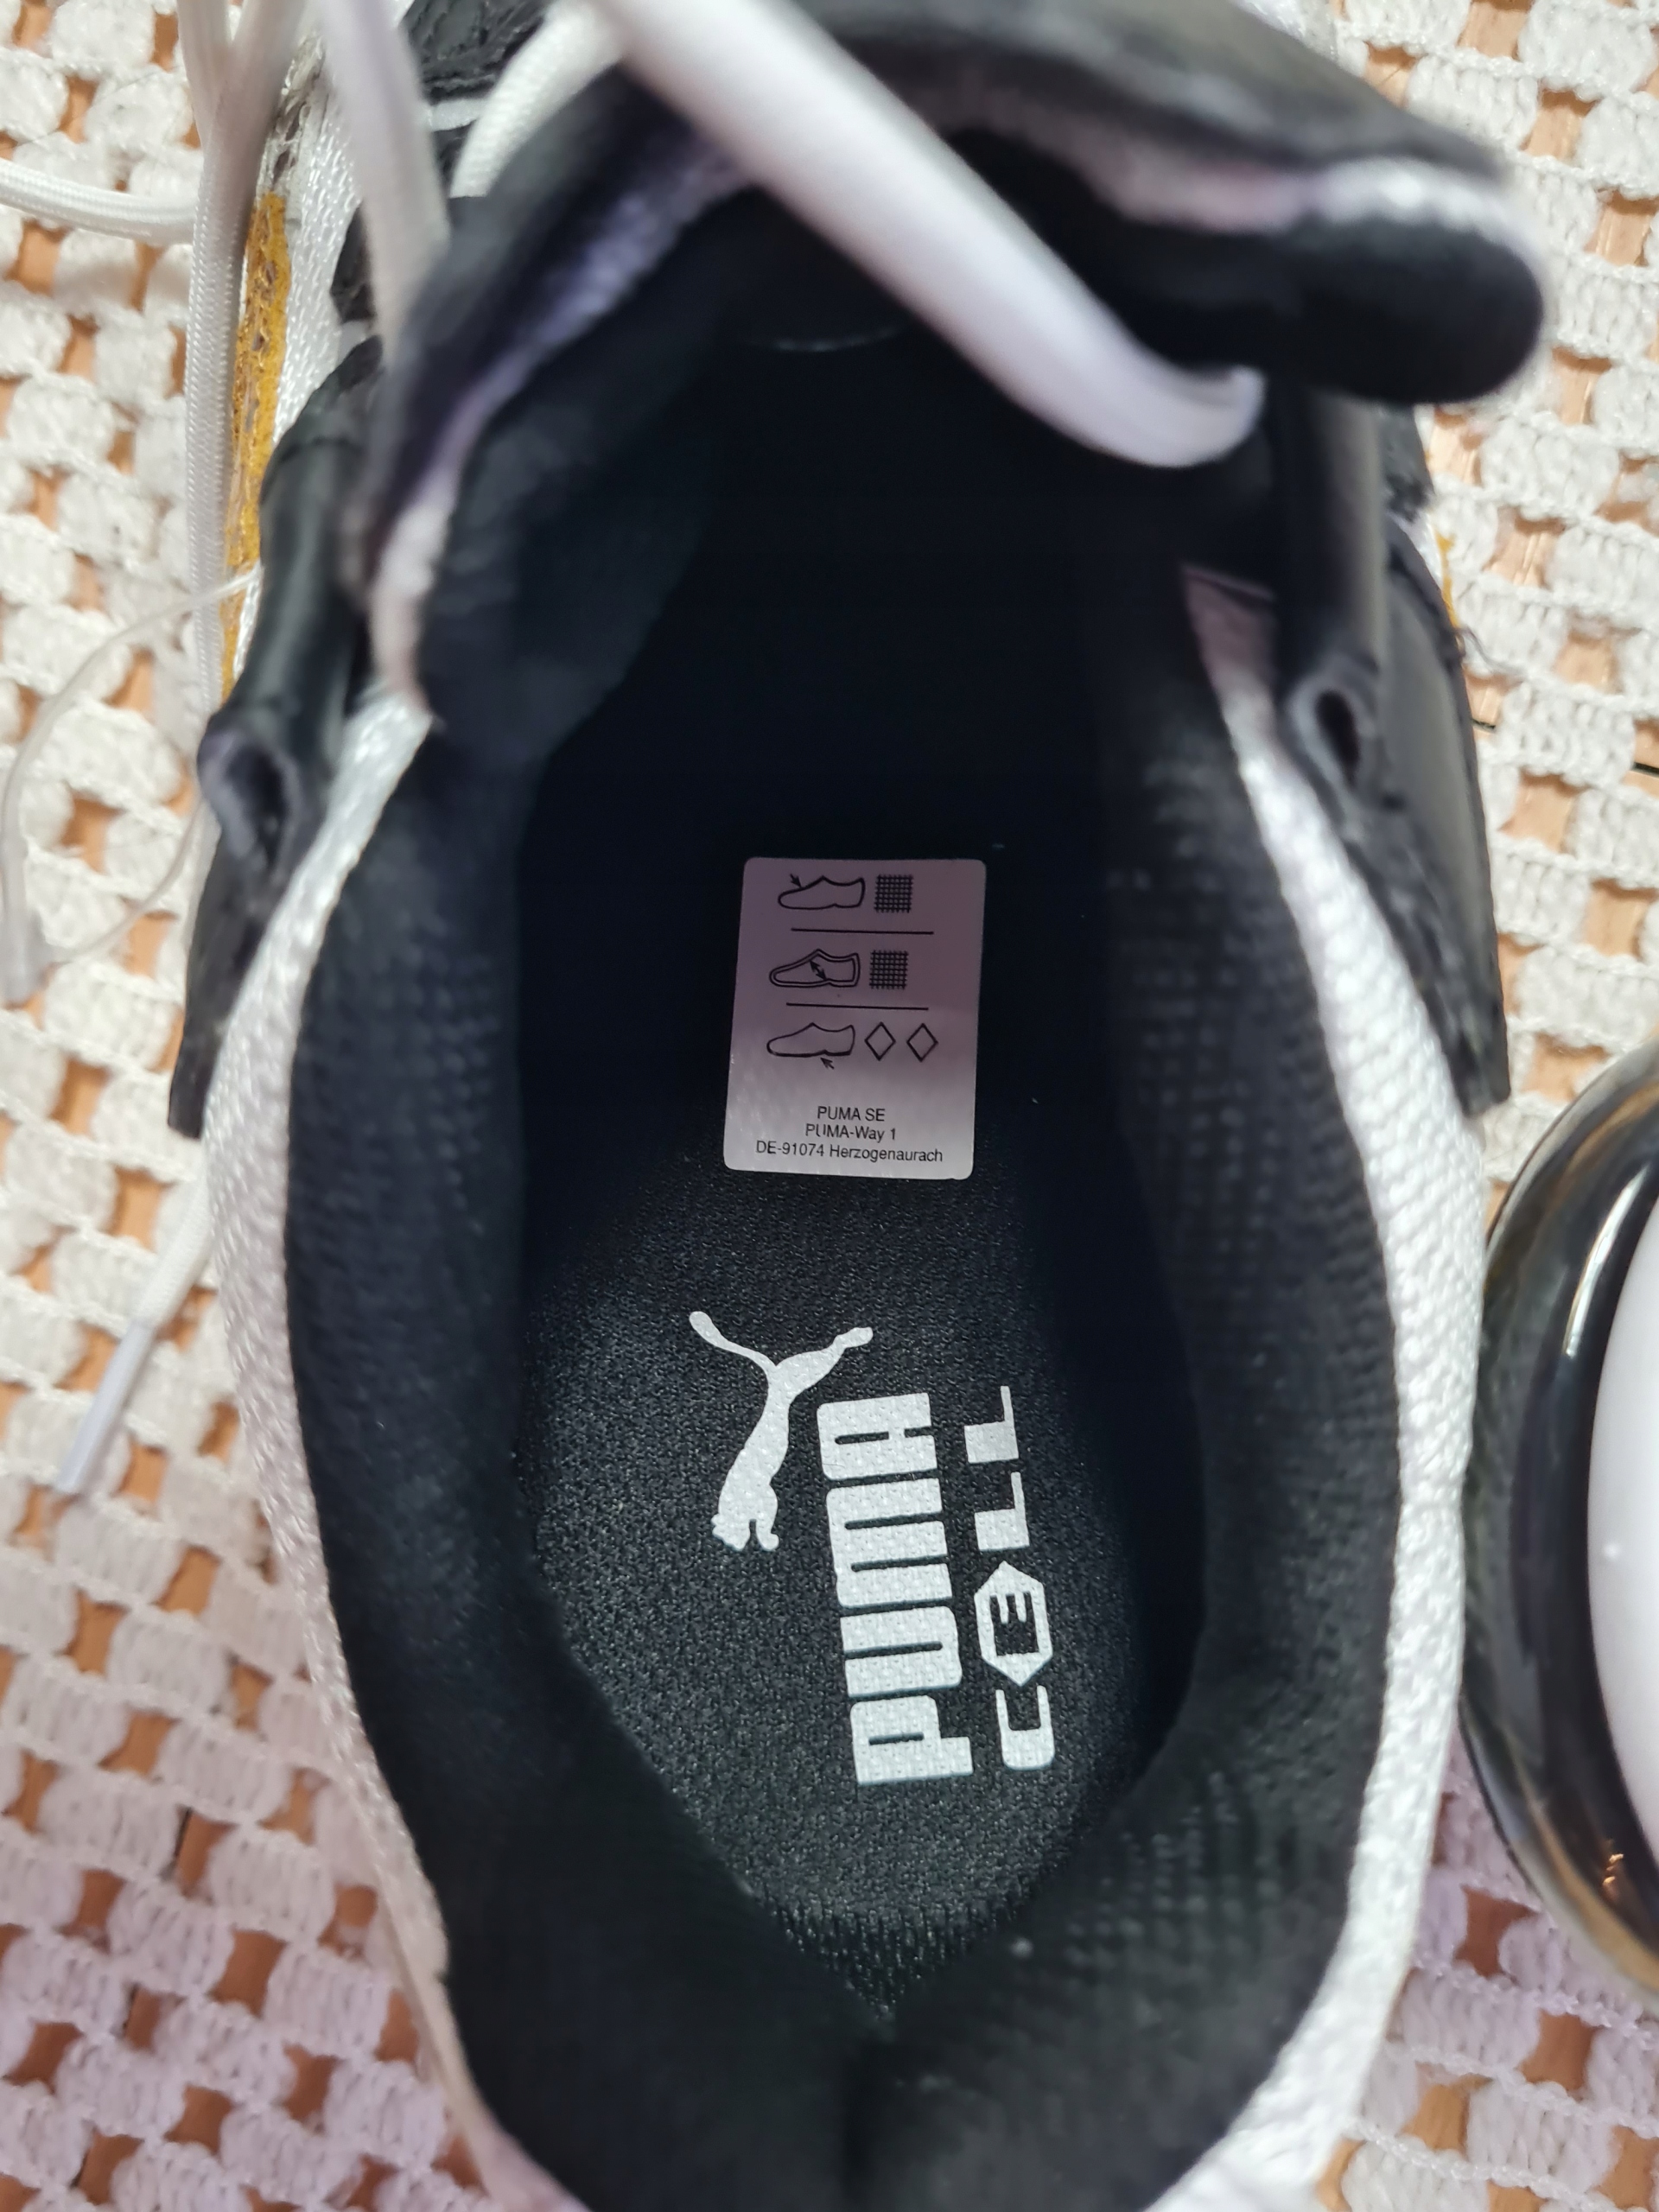 PUMA SE
PUMA-Way 1
DE-91074 Herzogenaurach
PUMA
CELL